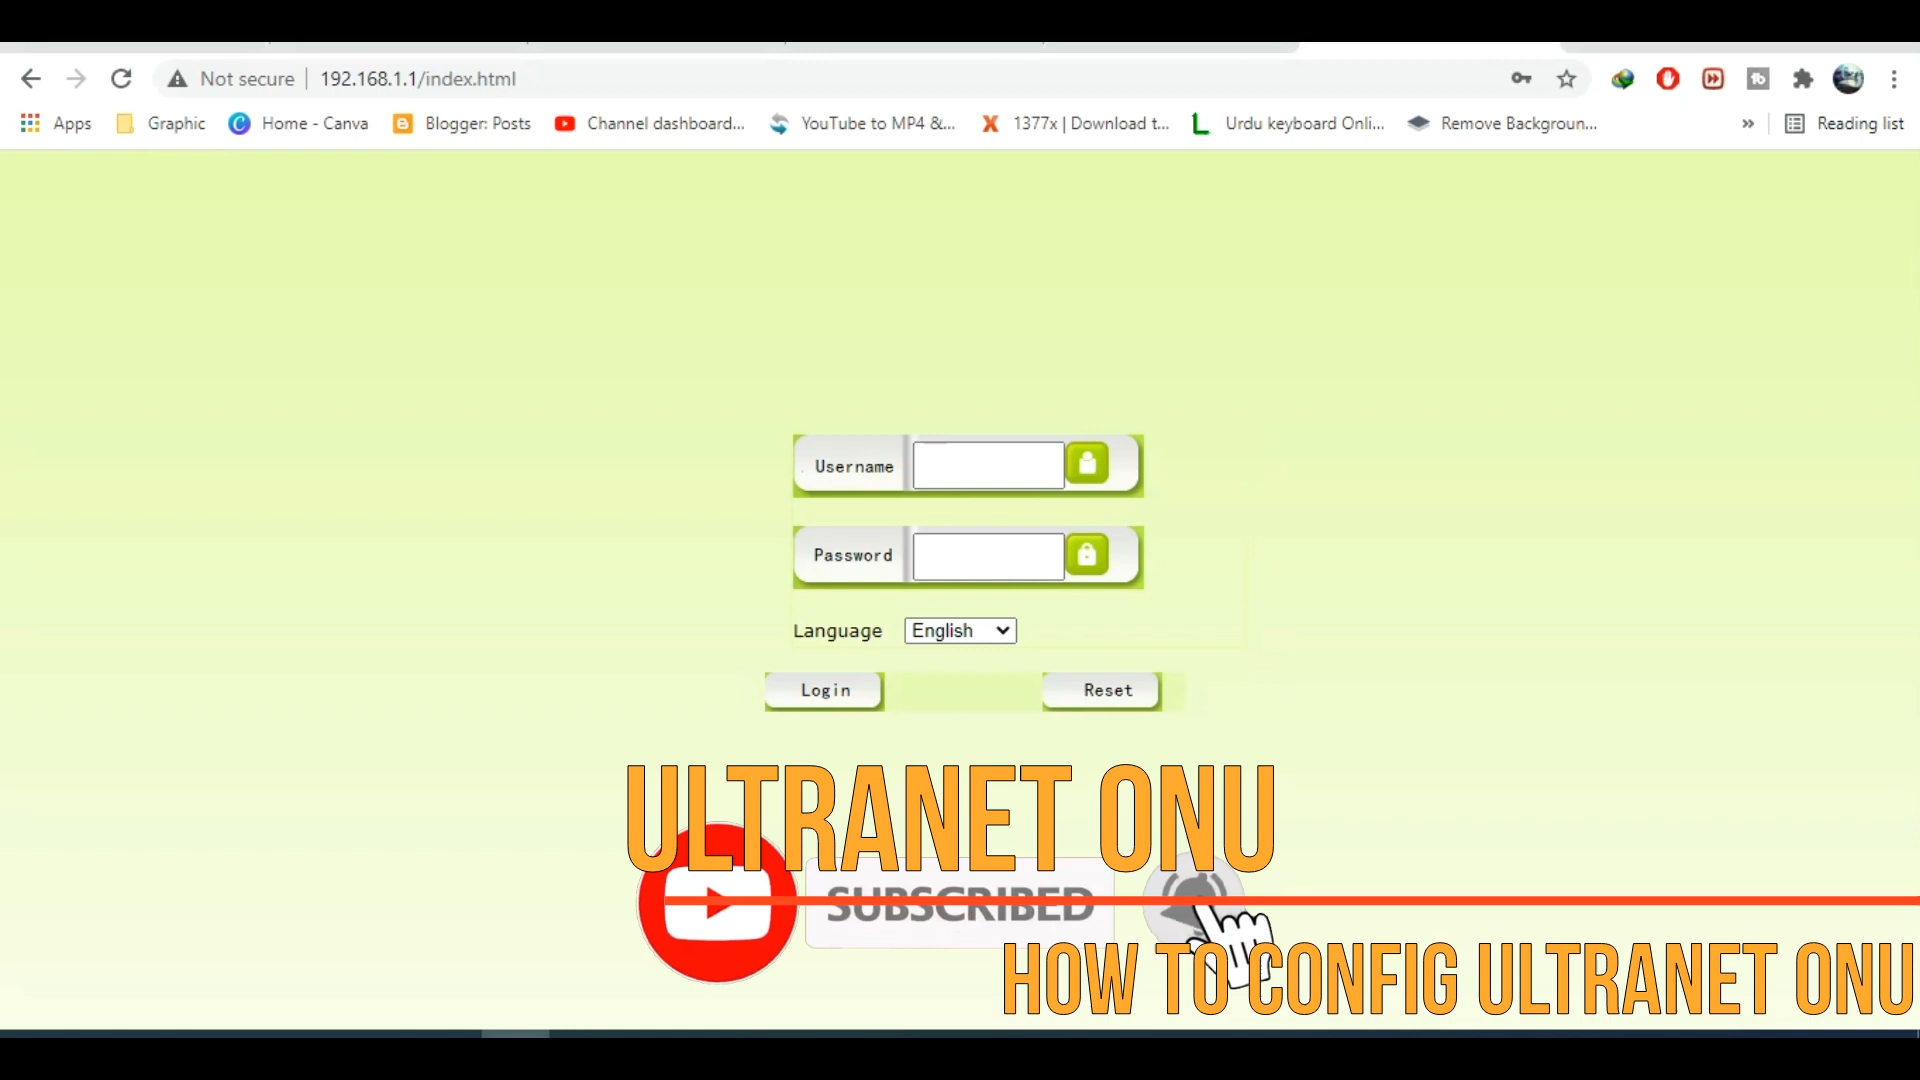 Not secure 192.168.1.1/index.html
Apps Graphic Home - Canva Blogger: Posts Channel dashboard... YouTube to MP4 &... 1377x | Download t... Urdu keyboard Onli... Remove Backgroun... » Reading list
Username
Password
Language English
Login Reset
ULTRANET ONU
SUBSCRIBED
HOW TO CONFIG ULTRANET ONU